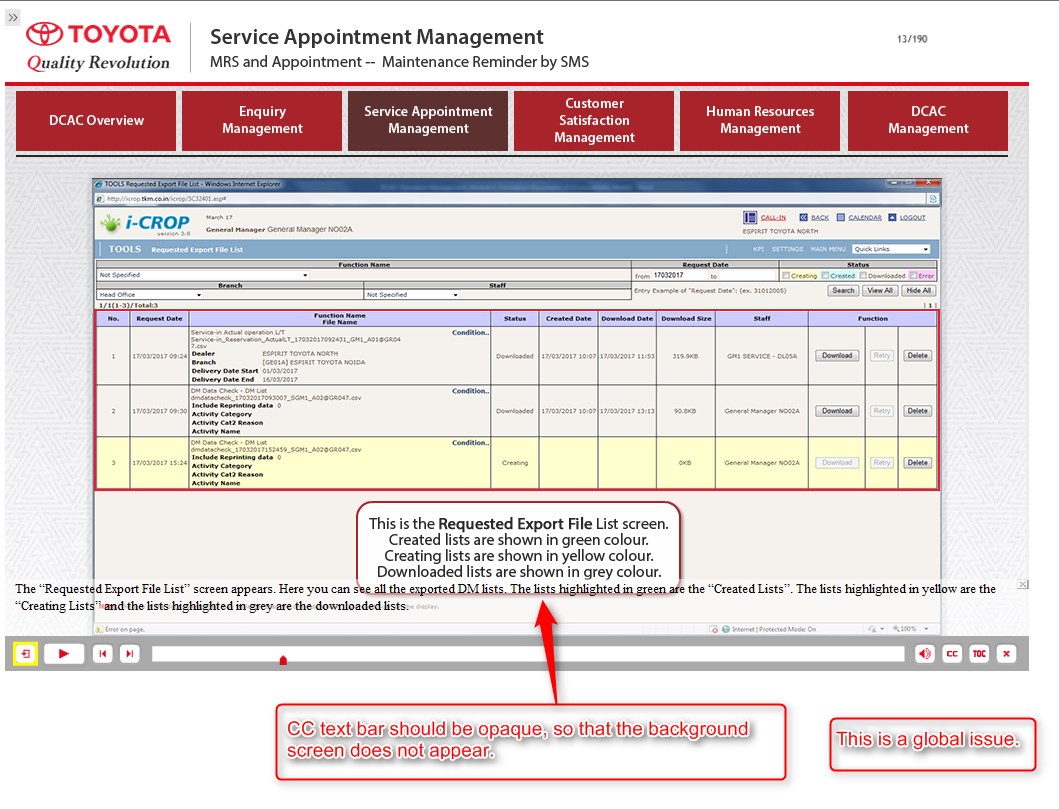 TOYOTA
Quality Revolution
Service Appointment Management
MRS and Appointment -- Maintenance Reminder by SMS
13/190
DCAC Overview
Enquiry
Management
Service Appointment
Management
Customer
Satisfaction
Management
Human Resources
Management
DCAC
Management
TOOLS Requested Export File List - Windows Internet Explorer
http://icrop.tkm.co.in/icrop/SC32401.asp#
i-CROP
version 3.0
March 17
General Manager General Manager NO02A
CALL-IN BACK CALENDAR LOGOUT
ESPIRIT TOYOTA NORTH
TOOLS Requested Export File List
KPI SETTINGS MAIN MENU Quick Links
Function Name Request Date Status
Not Specified from 17032017 to Creating Created Downloaded Error
Branch Staff Entry Example of "Request Date": (ex. 31012005) Search View All Hide All
Head Office Not Specified
1/1(1-3)/Total:3 | 1 |
No. Request Date Function Name
File Name Status Created Date Download Date Download Size Staff Function
Service-in Actual operation L/T Condition..
Service-in_Reservation_ActualLT_17032017092431_GM1_A01@GR04
7.csv
1 17/03/2017 09:24 Dealer ESPIRIT TOYOTA NORTH Downloaded 17/03/2017 10:07 17/03/2017 11:53 319.9KB GM1 SERVICE - DL05A Download Retry Delete
Branch [GE01A] ESPIRIT TOYOTA NOIDA
Delivery Date Start 01/03/2017
Delivery Date End 16/03/2017
DM Data Check - DM List Condition..
dmdatacheck_17032017093007_SGM1_A02@GR047.csv
Include Reprinting data 0
2 17/03/2017 09:30 Activity Category Downloaded 17/03/2017 10:07 17/03/2017 13:13 90.8KB General Manager NO02A Download Retry Delete
Activity Cat2 Reason
Activity Name
DM Data Check - DM List Condition..
dmdatacheck_17032017152459_SGM1_A02@GR047.csv
Include Reprinting data 0
3 17/03/2017 15:24 Activity Category Creating 0KB General Manager NO02A Download Retry Delete
Activity Cat2 Reason
Activity Name
This is the Requested Export File List screen.
Created lists are shown in green colour.
Creating lists are shown in yellow colour.
Downloaded lists are shown in grey colour.
The “Requested Export File List” screen appears. Here you can see all the exported DM lists. The lists highlighted in green are the “Created Lists”. The lists highlighted in yellow are the
“Creating Lists” and the lists highlighted in grey are the downloaded lists.
the display.
Error on page. Internet | Protected Mode: On 100%
CC TOC
CC text bar should be opaque, so that the background
screen does not appear.
This is a global issue.